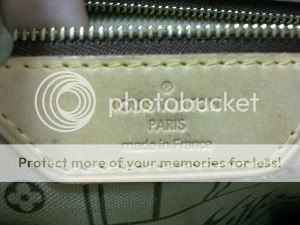 ®
photobucket
PARIS
made in France
Protect more of your memories for less!